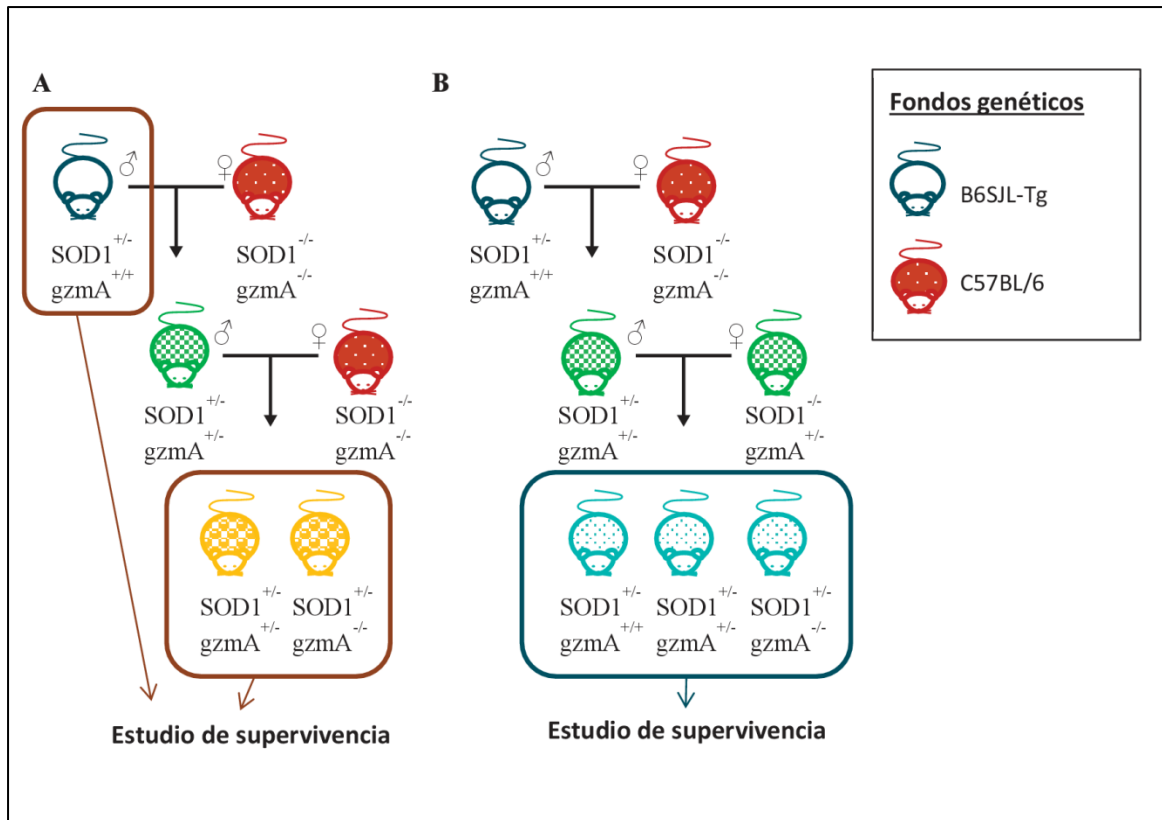 A
♂ ♀
SOD1+/- SOD1-/-
gzmA+/+ gzmA-/-
♂ ♀
SOD1+/- SOD1-/-
gzmA+/- gzmA-/-
SOD1+/- SOD1+/-
gzmA+/- gzmA-/-
Estudio de supervivencia
B
♂ ♀
SOD1+/- SOD1-/-
gzmA+/+ gzmA-/-
♂ ♀
SOD1+/- SOD1-/-
gzmA+/- gzmA+/-
SOD1+/- SOD1+/- SOD1+/-
gzmA+/+ gzmA+/- gzmA-/-
Estudio de supervivencia
Fondos genéticos
B6SJL-Tg
C57BL/6